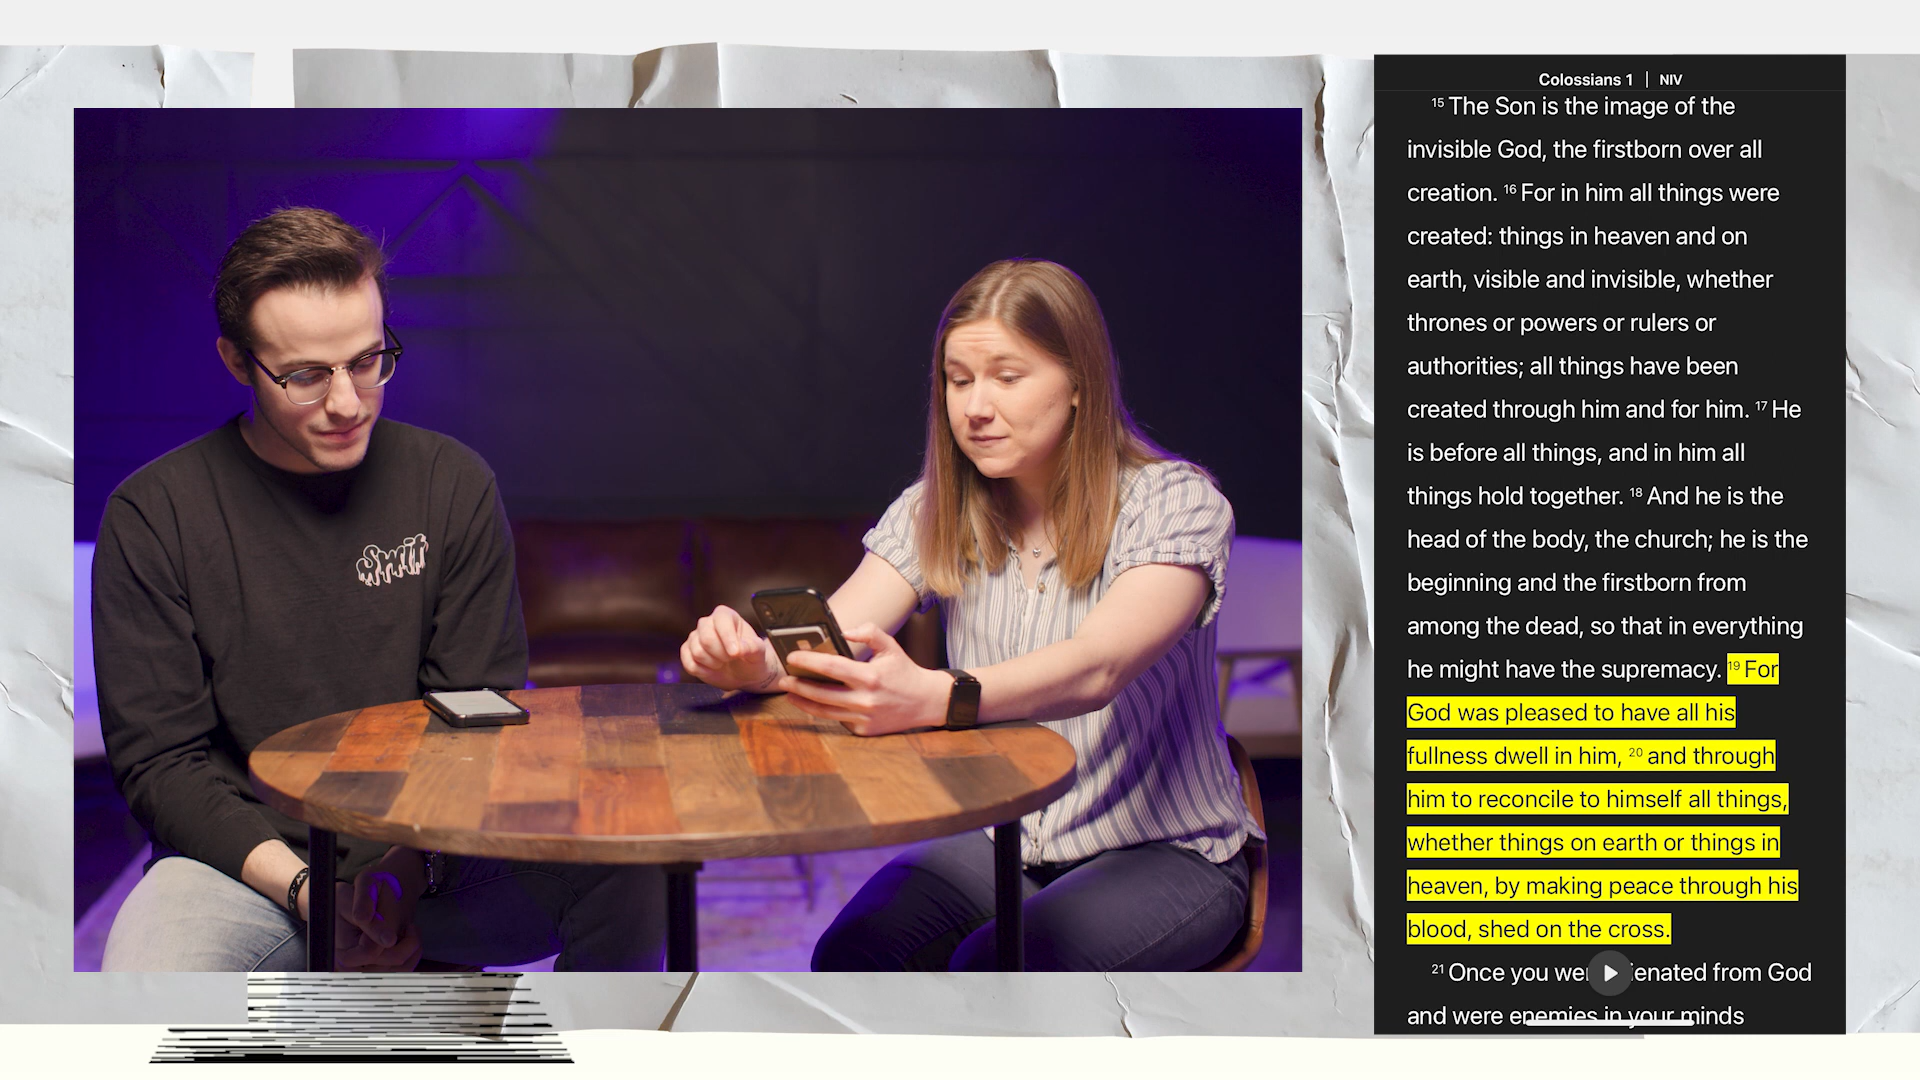 Colossians 1 | NIV
15 The Son is the image of the
invisible God, the firstborn over all
creation. 16 For in him all things were
created: things in heaven and on
earth, visible and invisible, whether
thrones or powers or rulers or
authorities; all things have been
created through him and for him. 17 He
is before all things, and in him all
things hold together. 18 And he is the
head of the body, the church; he is the
beginning and the firstborn from
among the dead, so that in everything
he might have the supremacy. 19 For
God was pleased to have all his
fullness dwell in him, 20 and through
him to reconcile to himself all things,
whether things on earth or things in
heaven, by making peace through his
blood, shed on the cross.
21 Once you were ienated from God
and were enemies in your minds